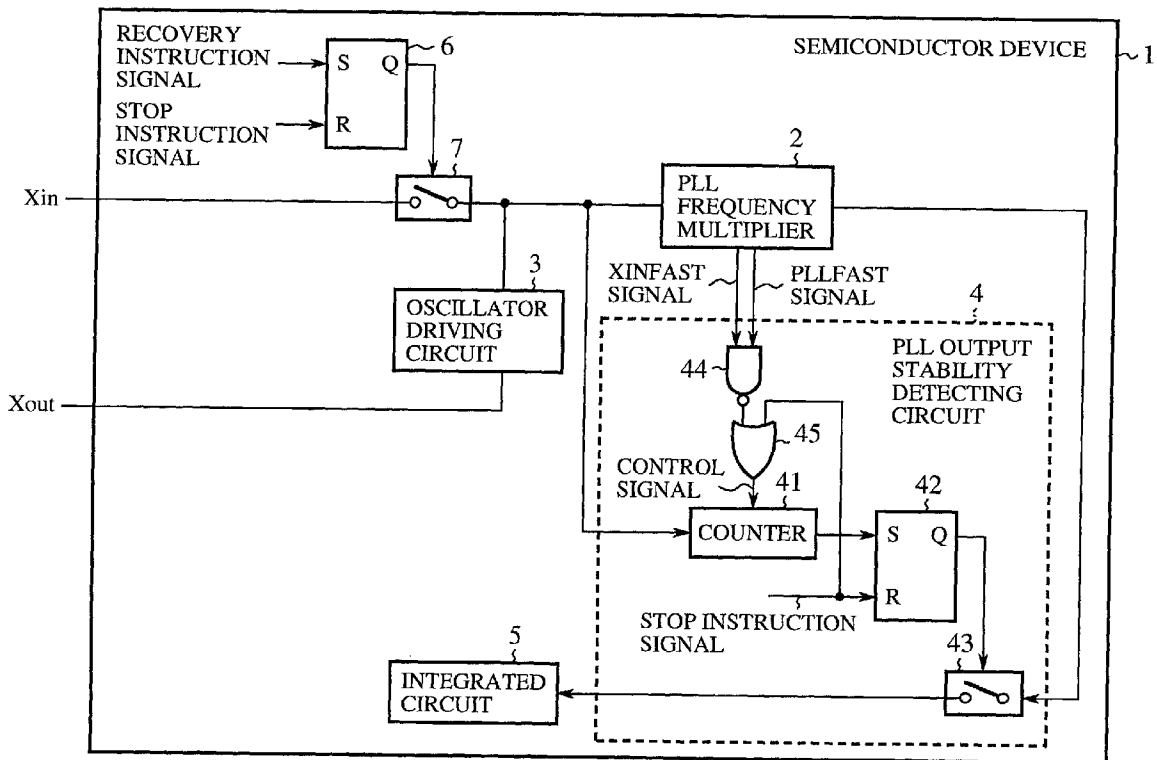 RECOVERY
INSTRUCTION
SIGNAL
STOP
INSTRUCTION
SIGNAL
S Q
R
6
SEMICONDUCTOR DEVICE
1
7
Xin
2
PLL
FREQUENCY
MULTIPLIER
3
OSCILLATOR
DRIVING
CIRCUIT
Xout
XINFAST
SIGNAL
PLLFAST
SIGNAL
4
PLL OUTPUT
STABILITY
DETECTING
CIRCUIT
44
45
CONTROL
SIGNAL
41
COUNTER
42
S Q
R
STOP INSTRUCTION
SIGNAL
43
5
INTEGRATED
CIRCUIT